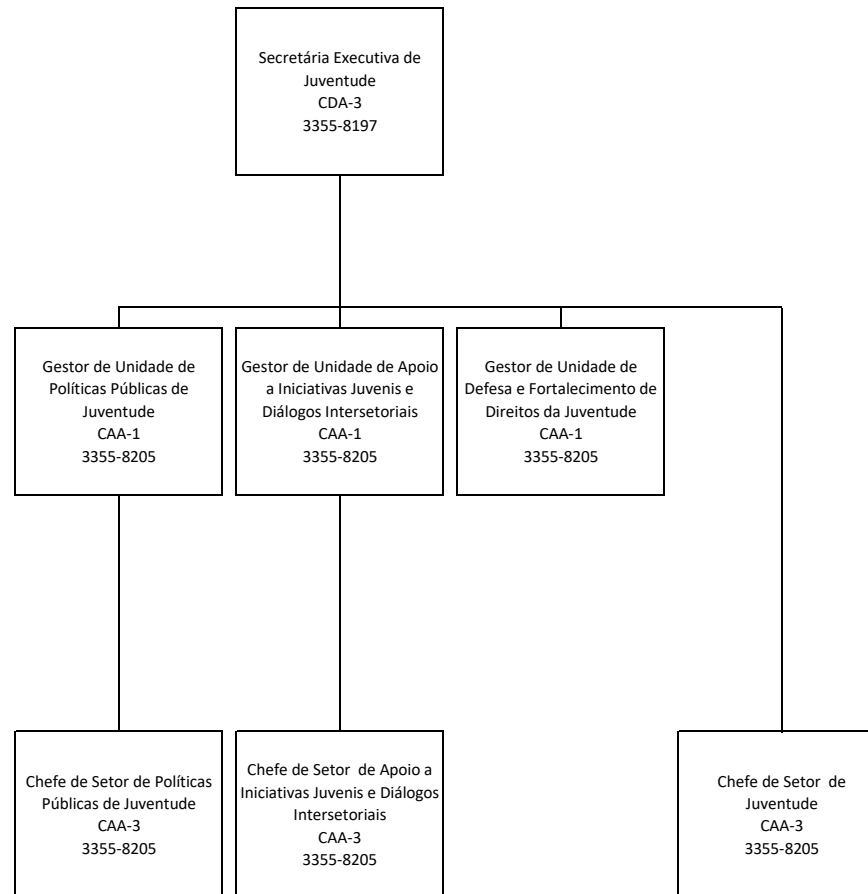 Secretária Executiva de
Juventude
CDA-3
3355-8197
Gestor de Unidade de
Políticas Públicas de
Juventude
CAA-1
3355-8205
Gestor de Unidade de Apoio
a Iniciativas Juvenis e
Diálogos Intersetoriais
CAA-1
3355-8205
Gestor de Unidade de
Defesa e Fortalecimento de
Direitos da Juventude
CAA-1
3355-8205
Chefe de Setor de Políticas
Públicas de Juventude
CAA-3
3355-8205
Chefe de Setor  de Apoio a
Iniciativas Juvenis e Diálogos
Intersetoriais
CAA-3
3355-8205
Chefe de Setor  de
Juventude
CAA-3
3355-8205